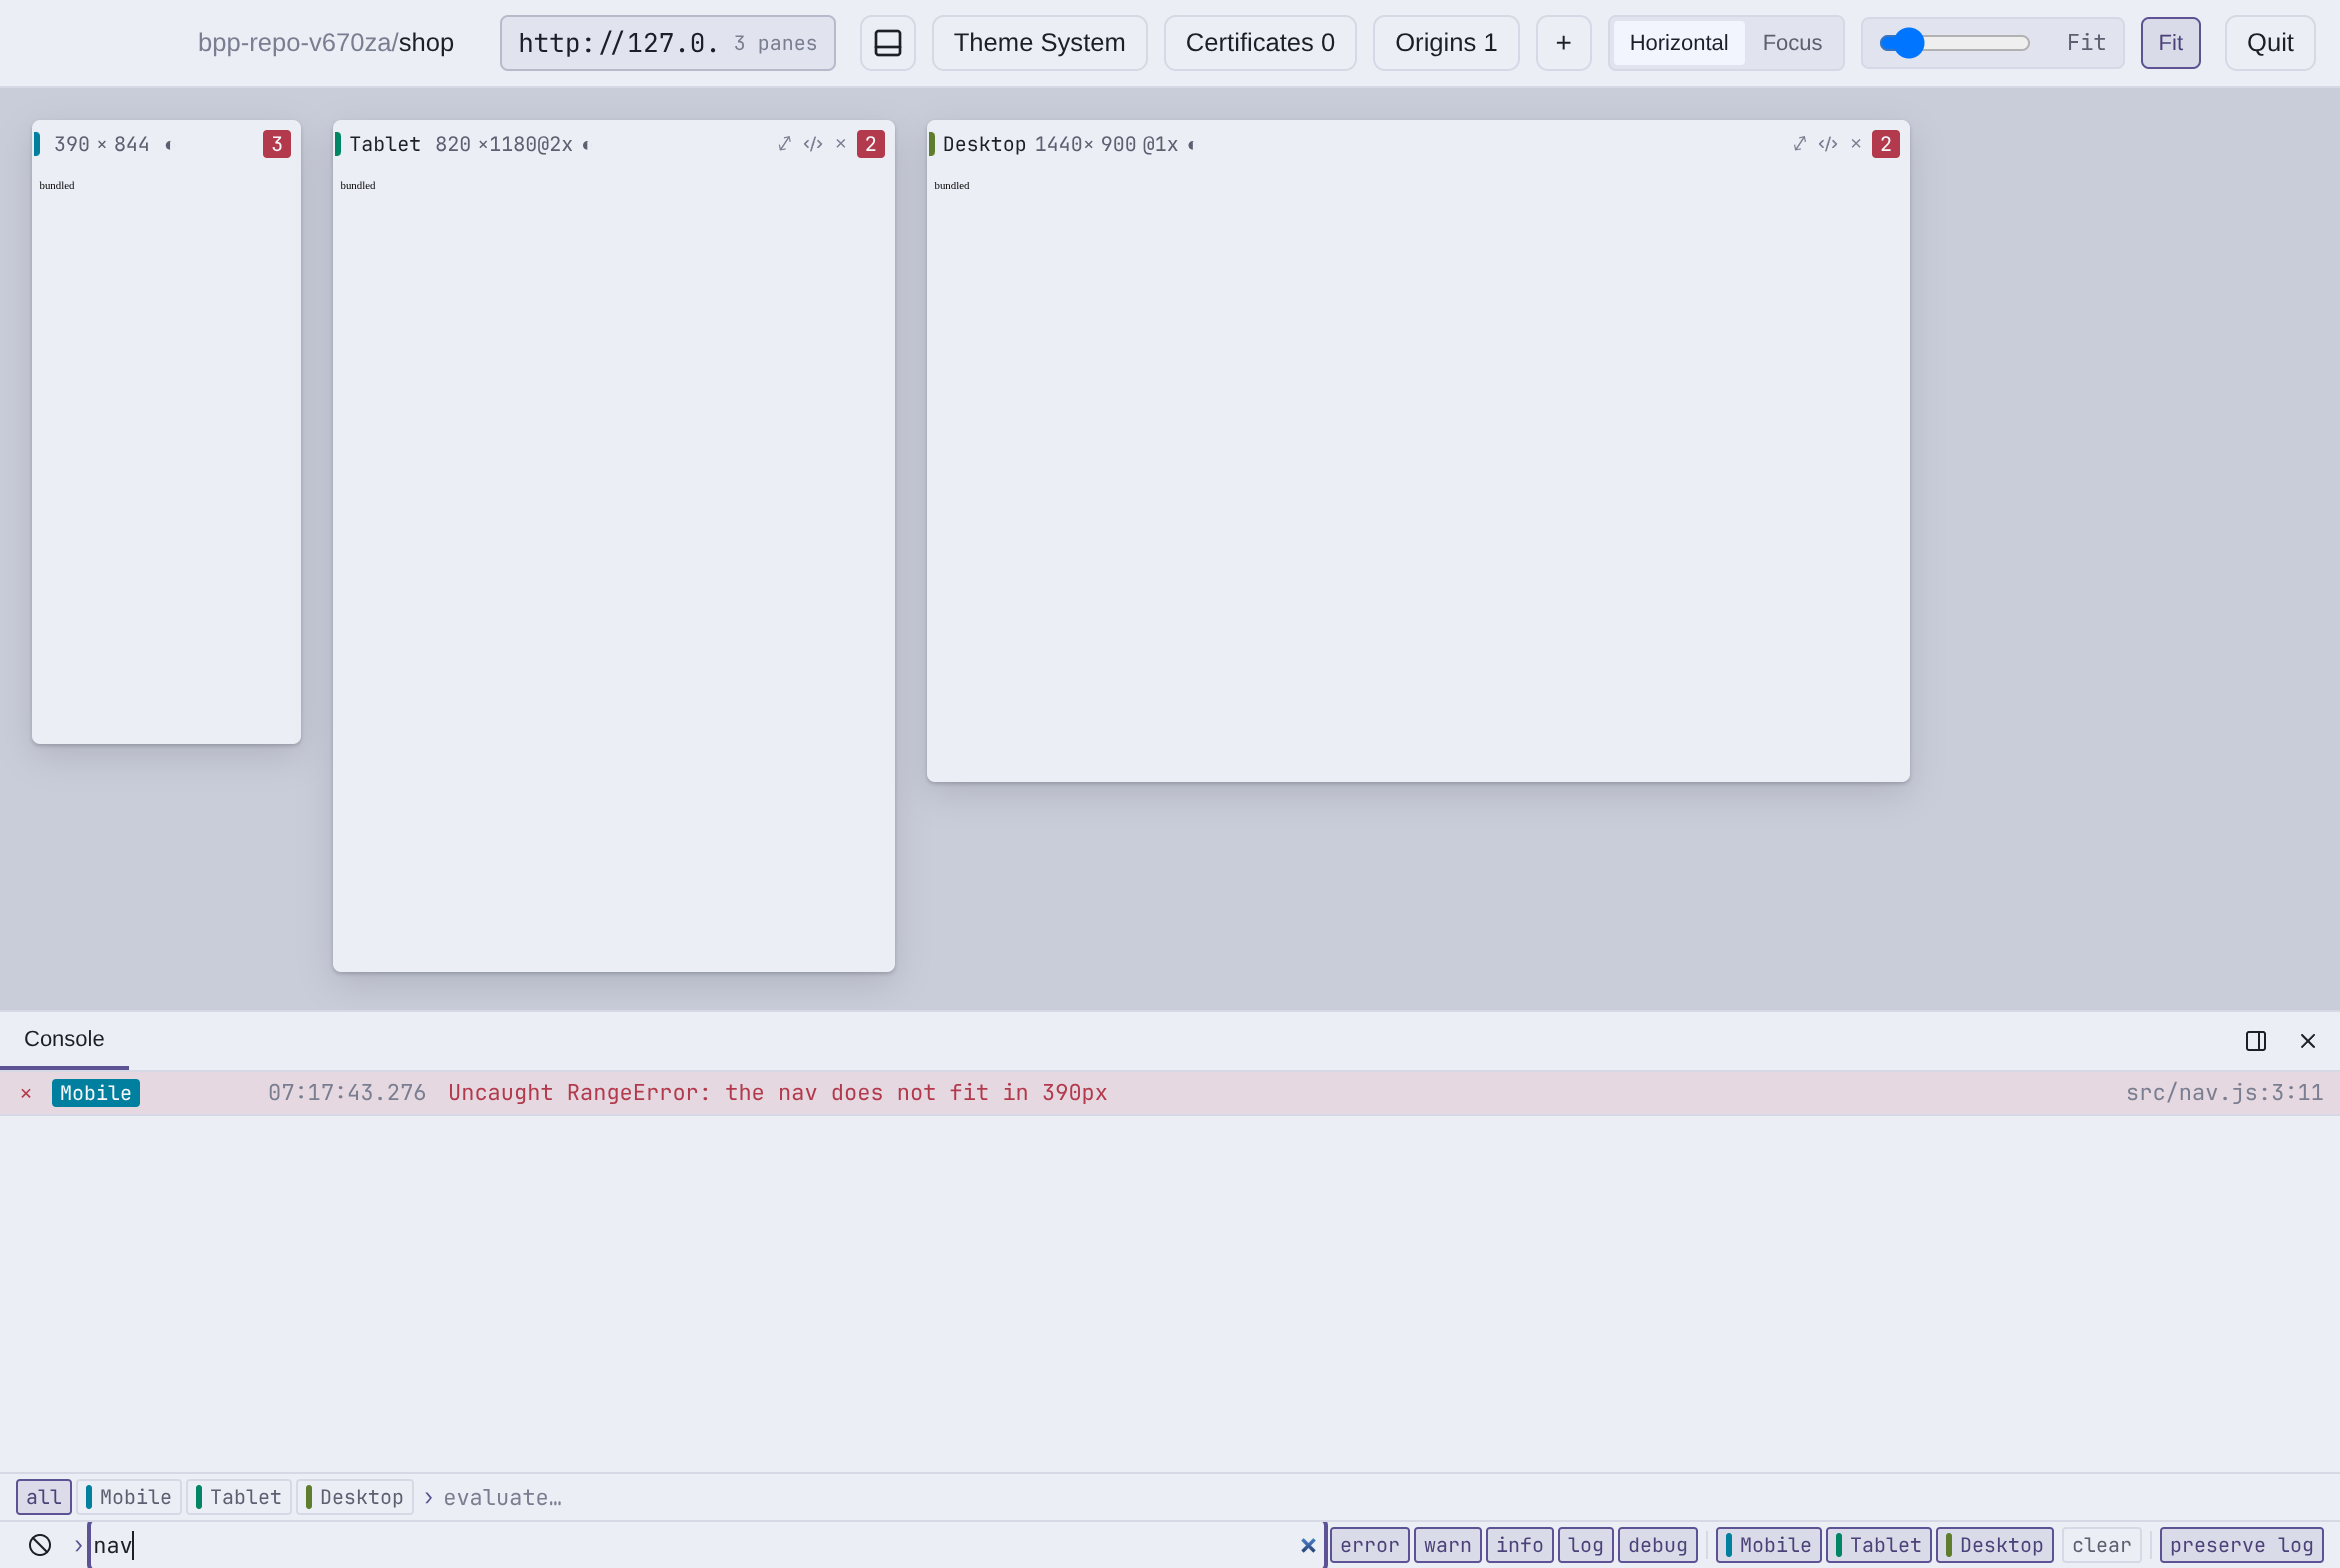 bpp-repo-v670za/shop http://127.0. 3 panes Theme System Certificates 0 Origins 1 + Horizontal Focus Fit Fit Quit
390 × 844 3
Tablet 820 ×1180@2x </> × 2
Desktop 1440× 900 @1x </> × 2
bundled
bundled
bundled
Console
× Mobile 07:17:43.276 Uncaught RangeError: the nav does not fit in 390px src/nav.js:3:11
all Mobile Tablet Desktop › evaluate…
› nav × error warn info log debug Mobile Tablet Desktop clear preserve log